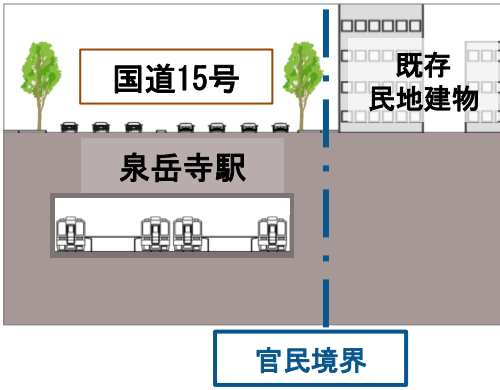 国道15号
既存
民地建物
泉岳寺駅
官民境界